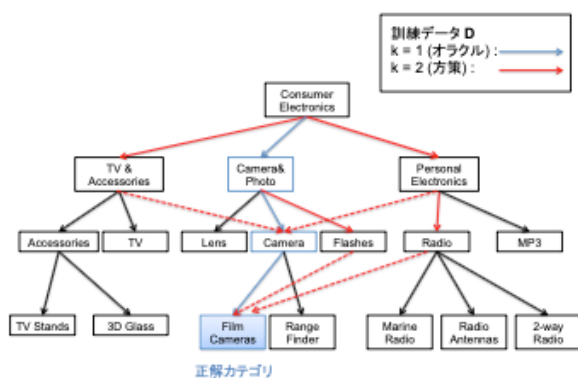 訓練データ D
k = 1 (オラクル) :
k = 2 (方策) :
Consumer
Electronics
TV &
Accessories
Camera&
Photo
Personal
Electronics
Accessories
TV
Lens
Camera
Flashes
Radio
MP3
TV Stands
3D Glass
Film
Cameras
Range
Finder
Marine
Radio
Radio
Antennas
2-way
Radio
正解カテゴリ